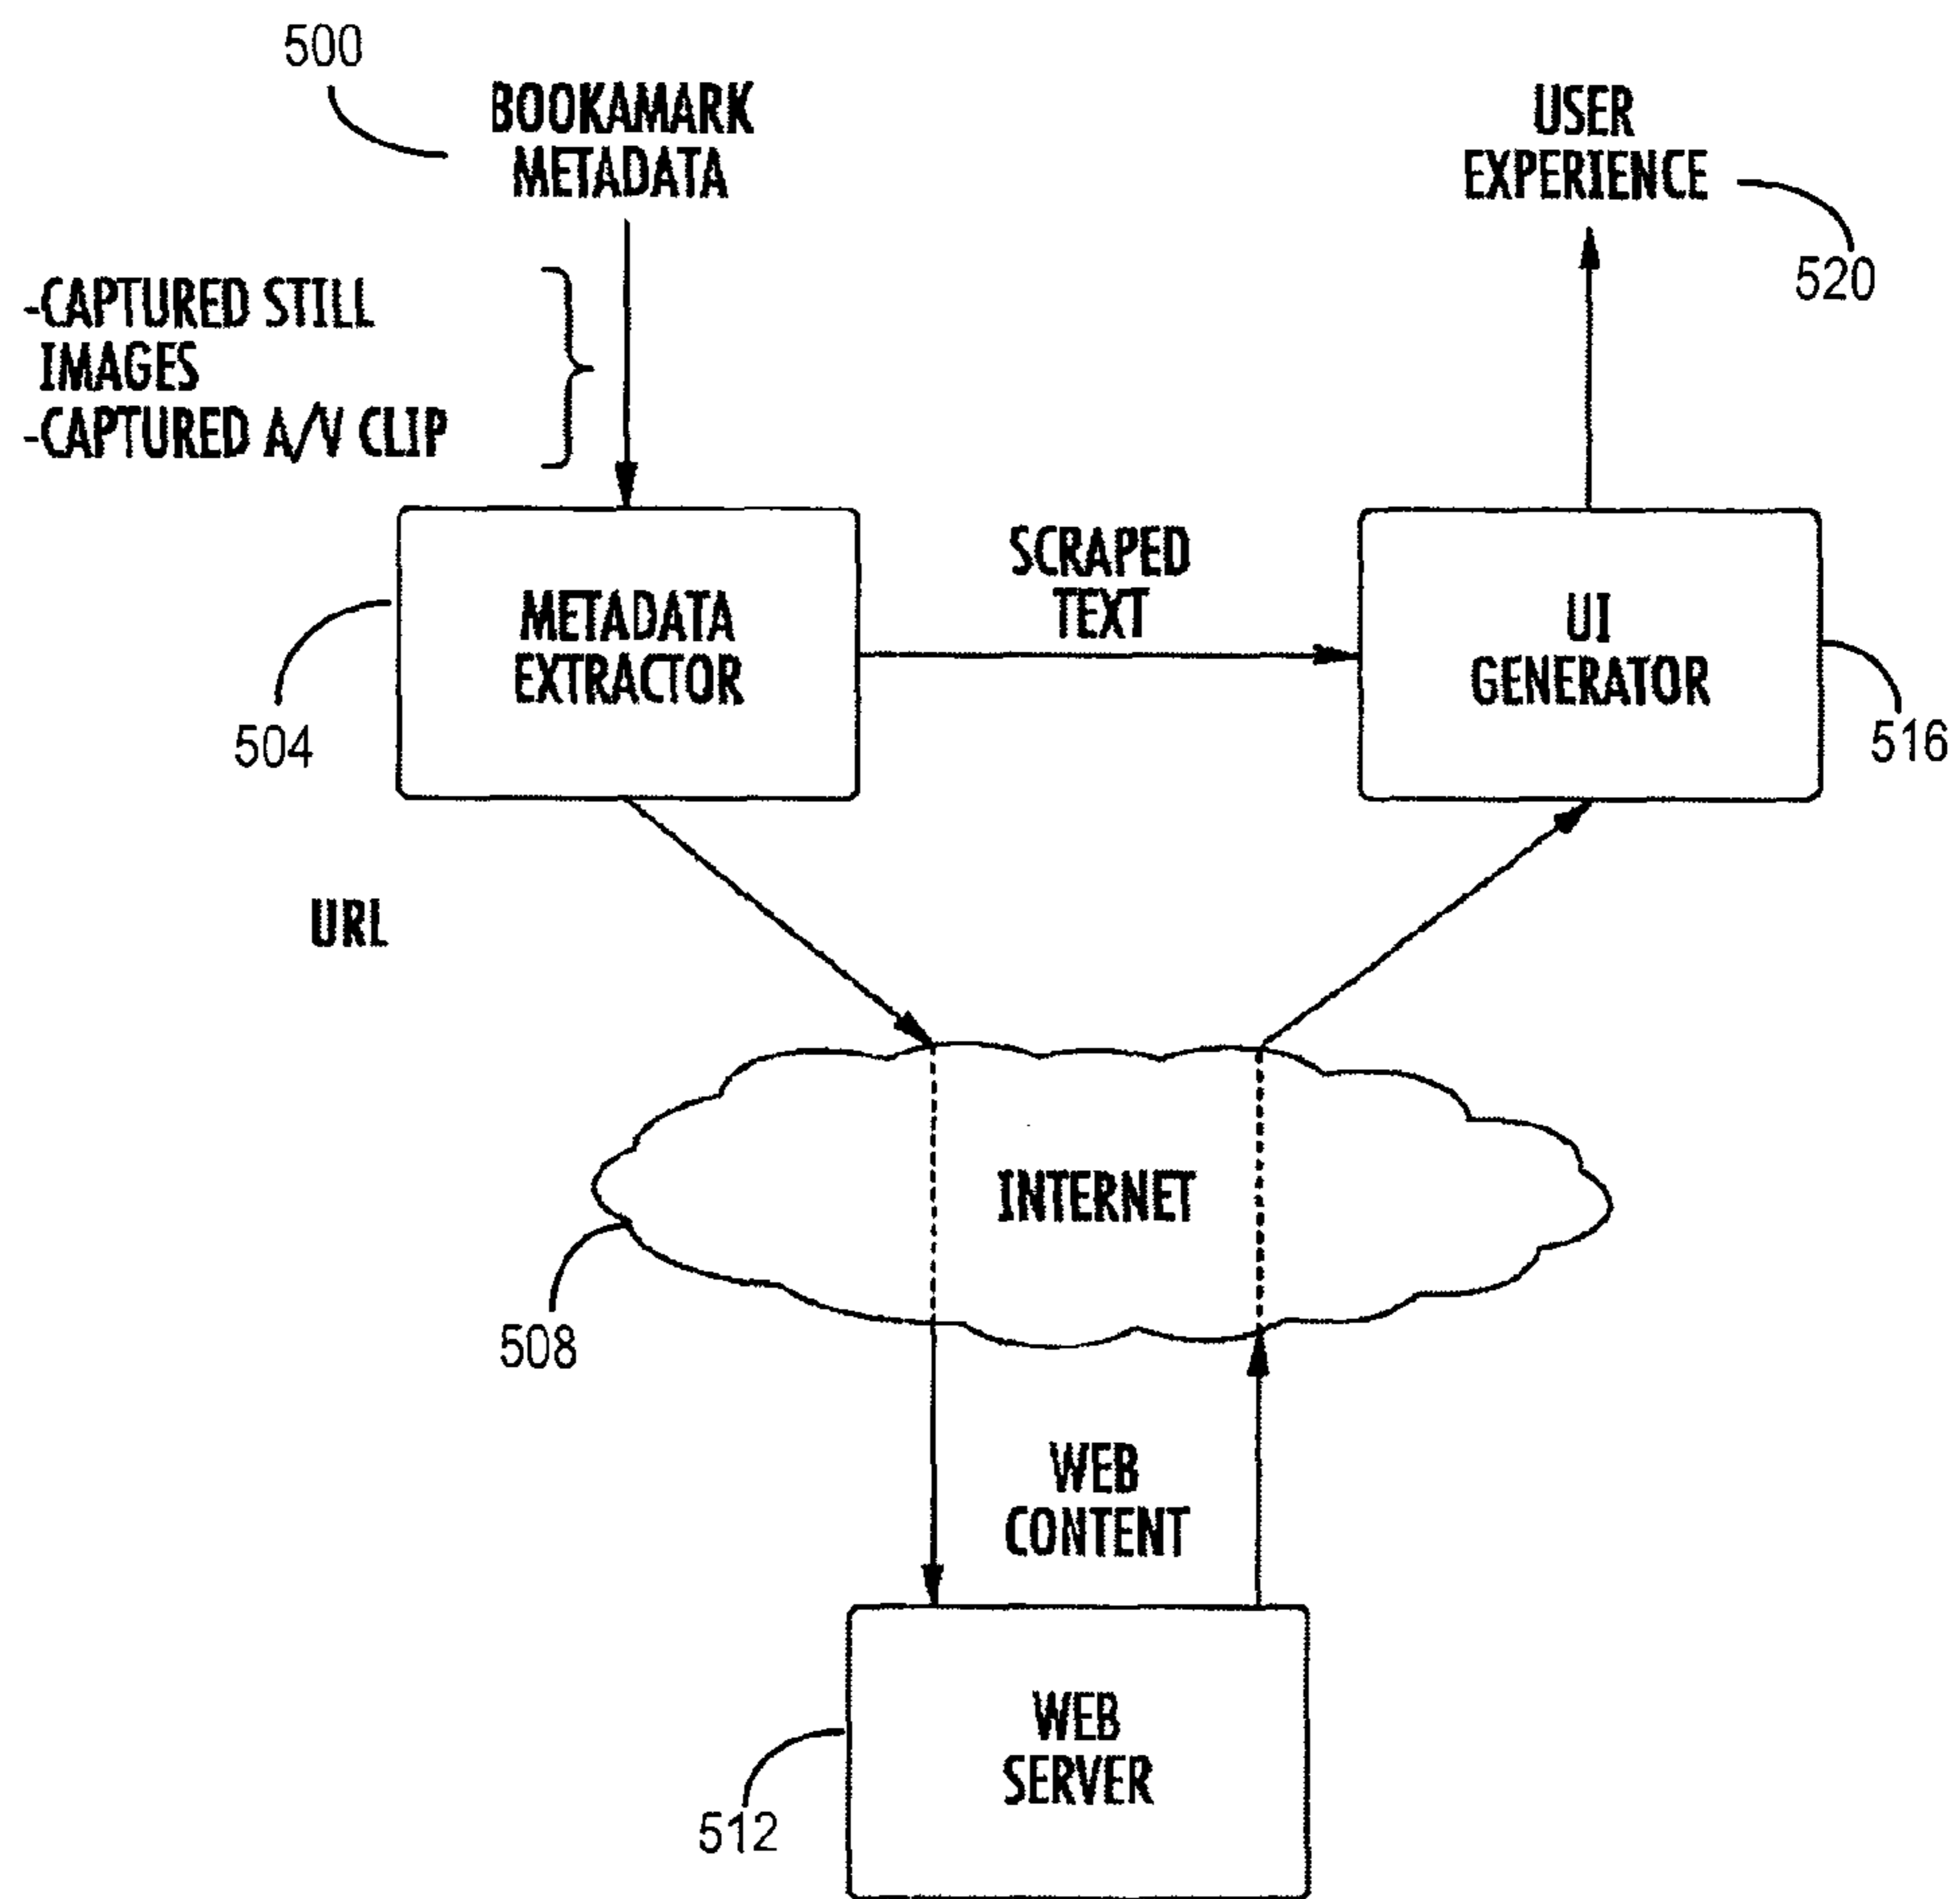 500
BOOKAMARK
METADATA
USER
EXPERIENCE
520
-CAPTURED STILL
IMAGES
-CAPTURED A/V CLIP
SCRAPED
TEXT
METADATA
EXTRACTOR
UI
GENERATOR
504
516
URL
INTERNET
508
WEB
CONTENT
WEB
SERVER
512